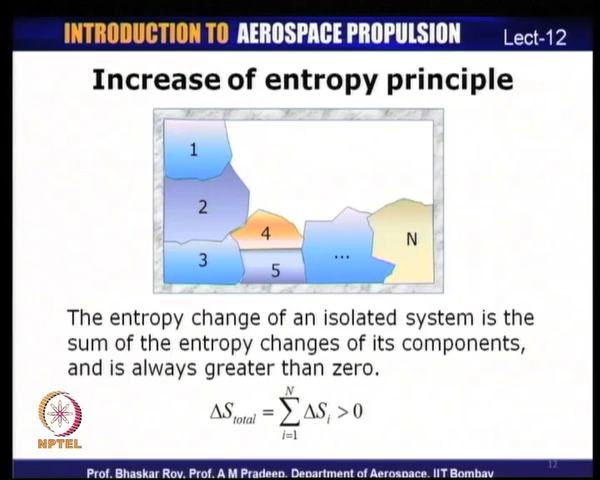 INTRODUCTION TO AEROSPACE PROPULSION
Lect-12
Increase of entropy principle
1
2
3
4
5
...
N
The entropy change of an isolated system is the
sum of the entropy changes of its components,
and is always greater than zero.
ΔS_total = ∑_{i=1}^{N} ΔS_i > 0
NPTEL
Prof. Bhaskar Roy, Prof. A M Pradeep, Department of Aerospace, IIT Bombay
12